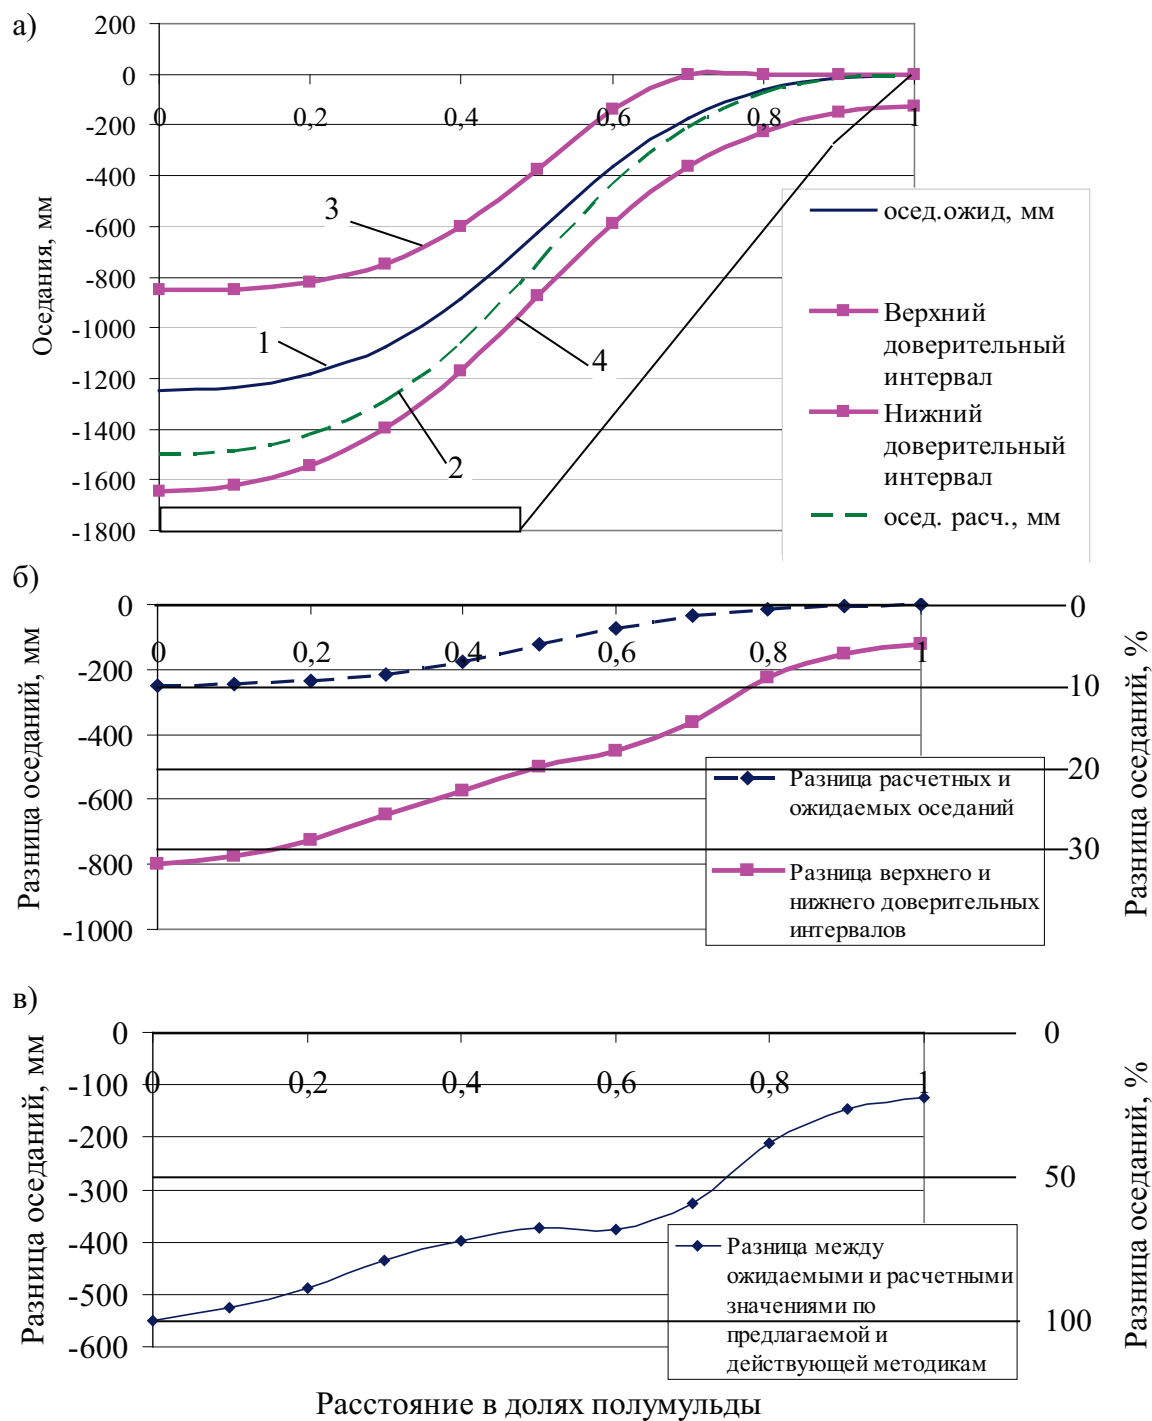 а)
Оседания, мм
200
0
-200
-400
-600
-800
-1000
-1200
-1400
-1600
-1800
0
0,2
0,4
0,6
0,8
1
3
1
4
2
осед.ожид, мм
Верхний
доверительный
интервал
Нижний
доверительный
интервал
осед. расч., мм
б)
Разница оседаний, мм
0
-200
-400
-600
-800
-1000
0
0,2
0,4
0,6
0,8
1
0
10
20
30
Разница оседаний, %
Разница расчетных и
ожидаемых оседаний
Разница верхнего и
нижнего доверительных
интервалов
в)
Разница оседаний, мм
0
-100
-200
-300
-400
-500
-600
0
0,2
0,4
0,6
0,8
1
0
50
100
Разница оседаний, %
Разница между
ожидаемыми и расчетными
значениями по
предлагаемой и
действующей методикам
Расстояние в долях полумульды